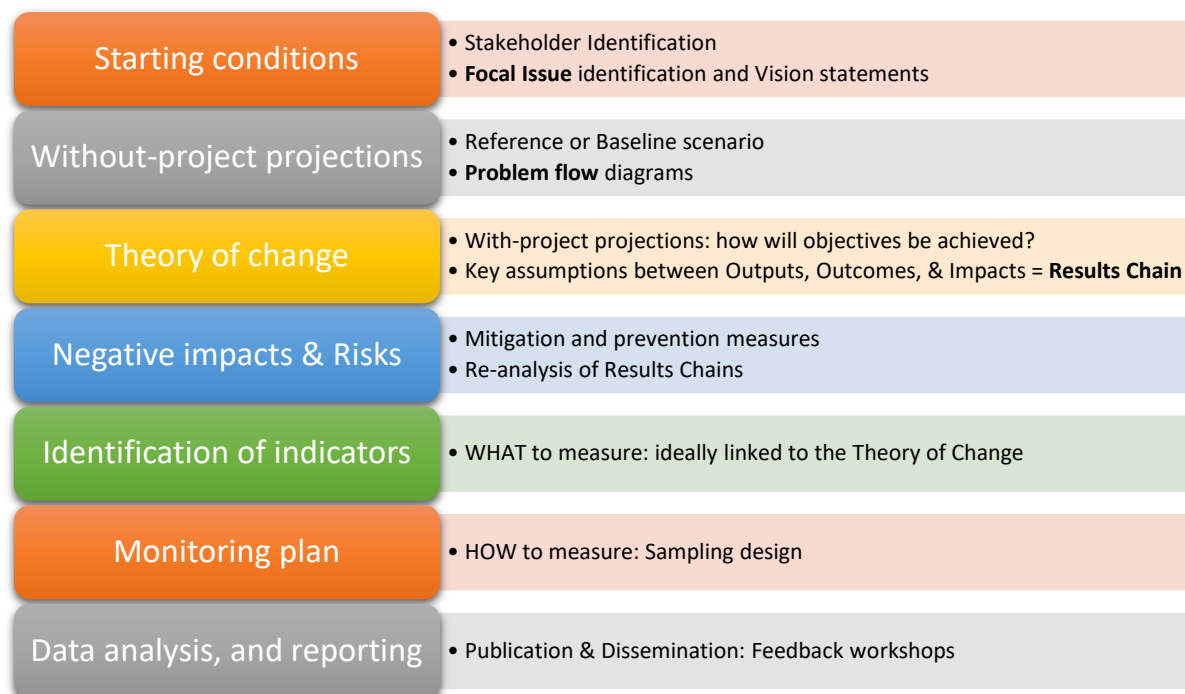 Starting conditions
• Stakeholder Identification
• Focal Issue identification and Vision statements
Without-project projections
• Reference or Baseline scenario
• Problem flow diagrams
Theory of change
• With-project projections: how will objectives be achieved?
• Key assumptions between Outputs, Outcomes, & Impacts = Results Chain
Negative impacts & Risks
• Mitigation and prevention measures
• Re-analysis of Results Chains
Identification of indicators
• WHAT to measure: ideally linked to the Theory of Change
Monitoring plan
• HOW to measure: Sampling design
Data analysis, and reporting
• Publication & Dissemination: Feedback workshops